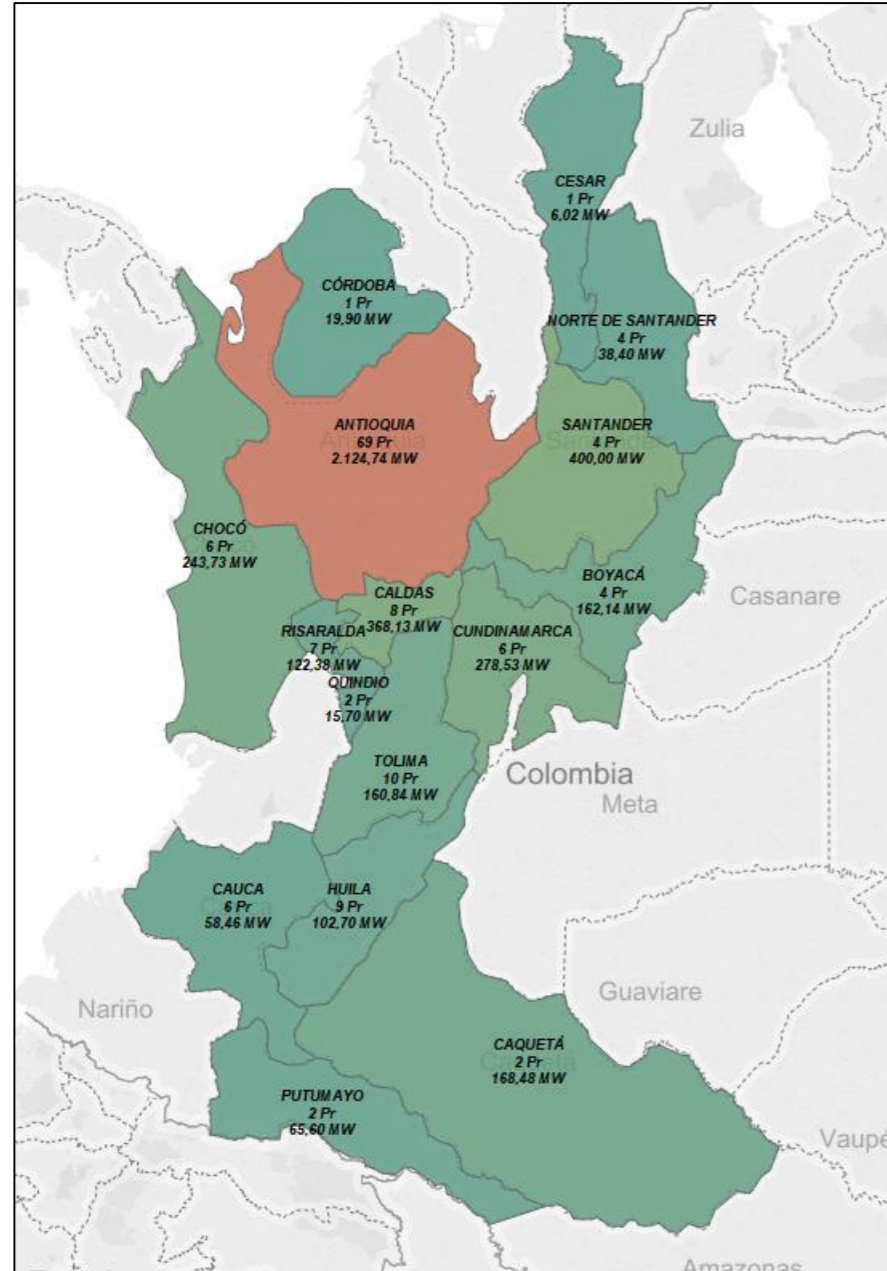 Zulia
CESAR
1 Pr
6,02 MW
CÓRDOBA
1 Pr
19,90 MW
NORTE DE SANTANDER
4 Pr
38,40 MW
ANTIOQUIA
69 Pr
2.124,74 MW
SANTANDER
4 Pr
400,00 MW
CHOCÓ
6 Pr
243,73 MW
BOYACÁ
4 Pr
162,14 MW
Casanare
CALDAS
8 Pr
368,13 MW
RISARALDA
7 Pr
122,38 MW
CUNDINAMARCA
6 Pr
278,53 MW
QUINDIO
2 Pr
15,70 MW
TOLIMA
10 Pr
160,84 MW
Colombia
Meta
CAUCA
6 Pr
58,46 MW
HUILA
9 Pr
102,70 MW
Guaviare
Nariño
CAQUETÁ
2 Pr
168,48 MW
PUTUMAYO
2 Pr
65,60 MW
Vaupé
Amazonas